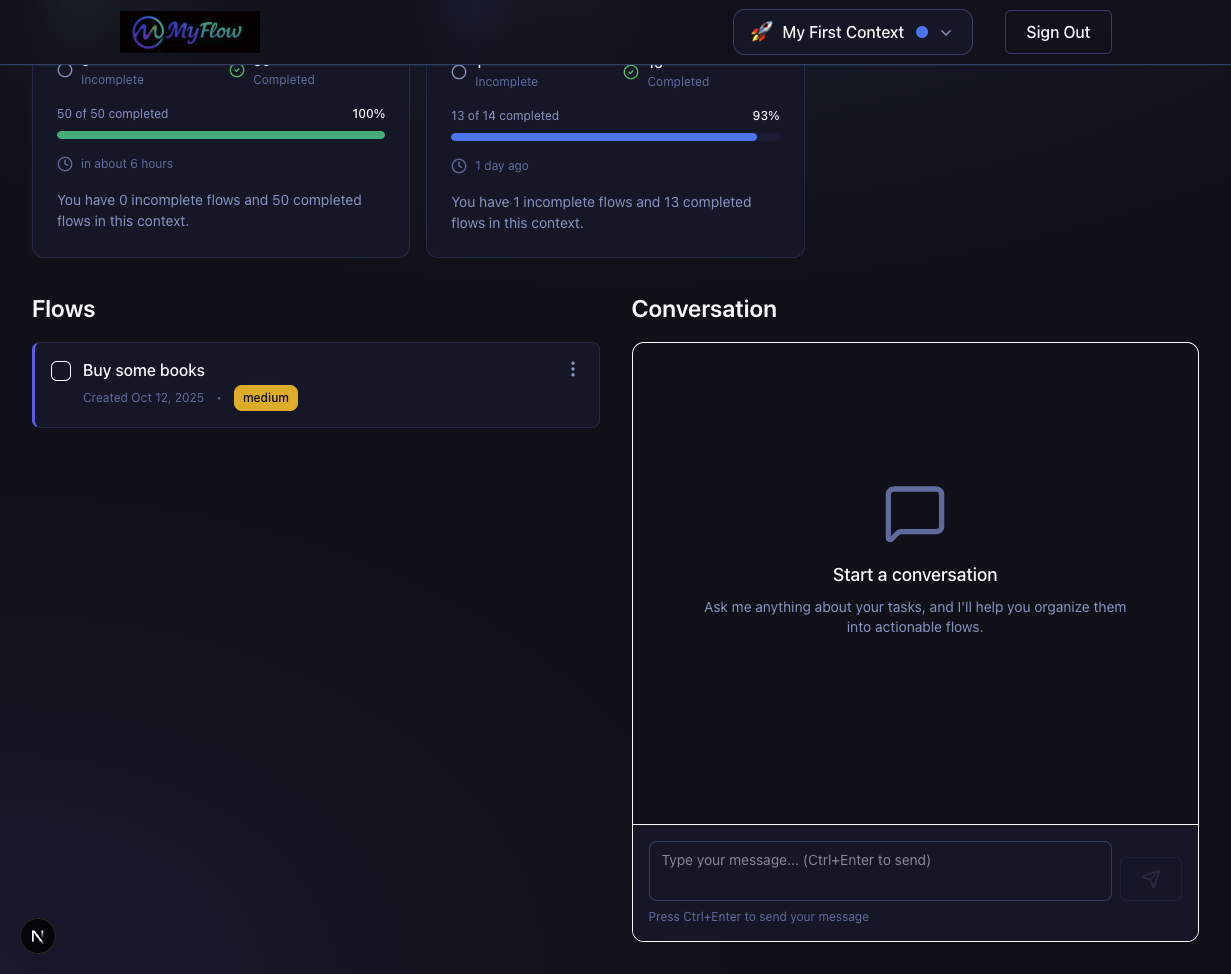 MyFlow
🚀 My First Context
Sign Out
Incomplete
Completed
50 of 50 completed
100%
in about 6 hours
You have 0 incomplete flows and 50 completed
flows in this context.
Incomplete
Completed
13 of 14 completed
93%
1 day ago
You have 1 incomplete flows and 13 completed
flows in this context.
Flows
Buy some books
Created Oct 12, 2025 • medium
Conversation
Start a conversation
Ask me anything about your tasks, and I'll help you organize them
into actionable flows.
Type your message... (Ctrl+Enter to send)
Press Ctrl+Enter to send your message
N